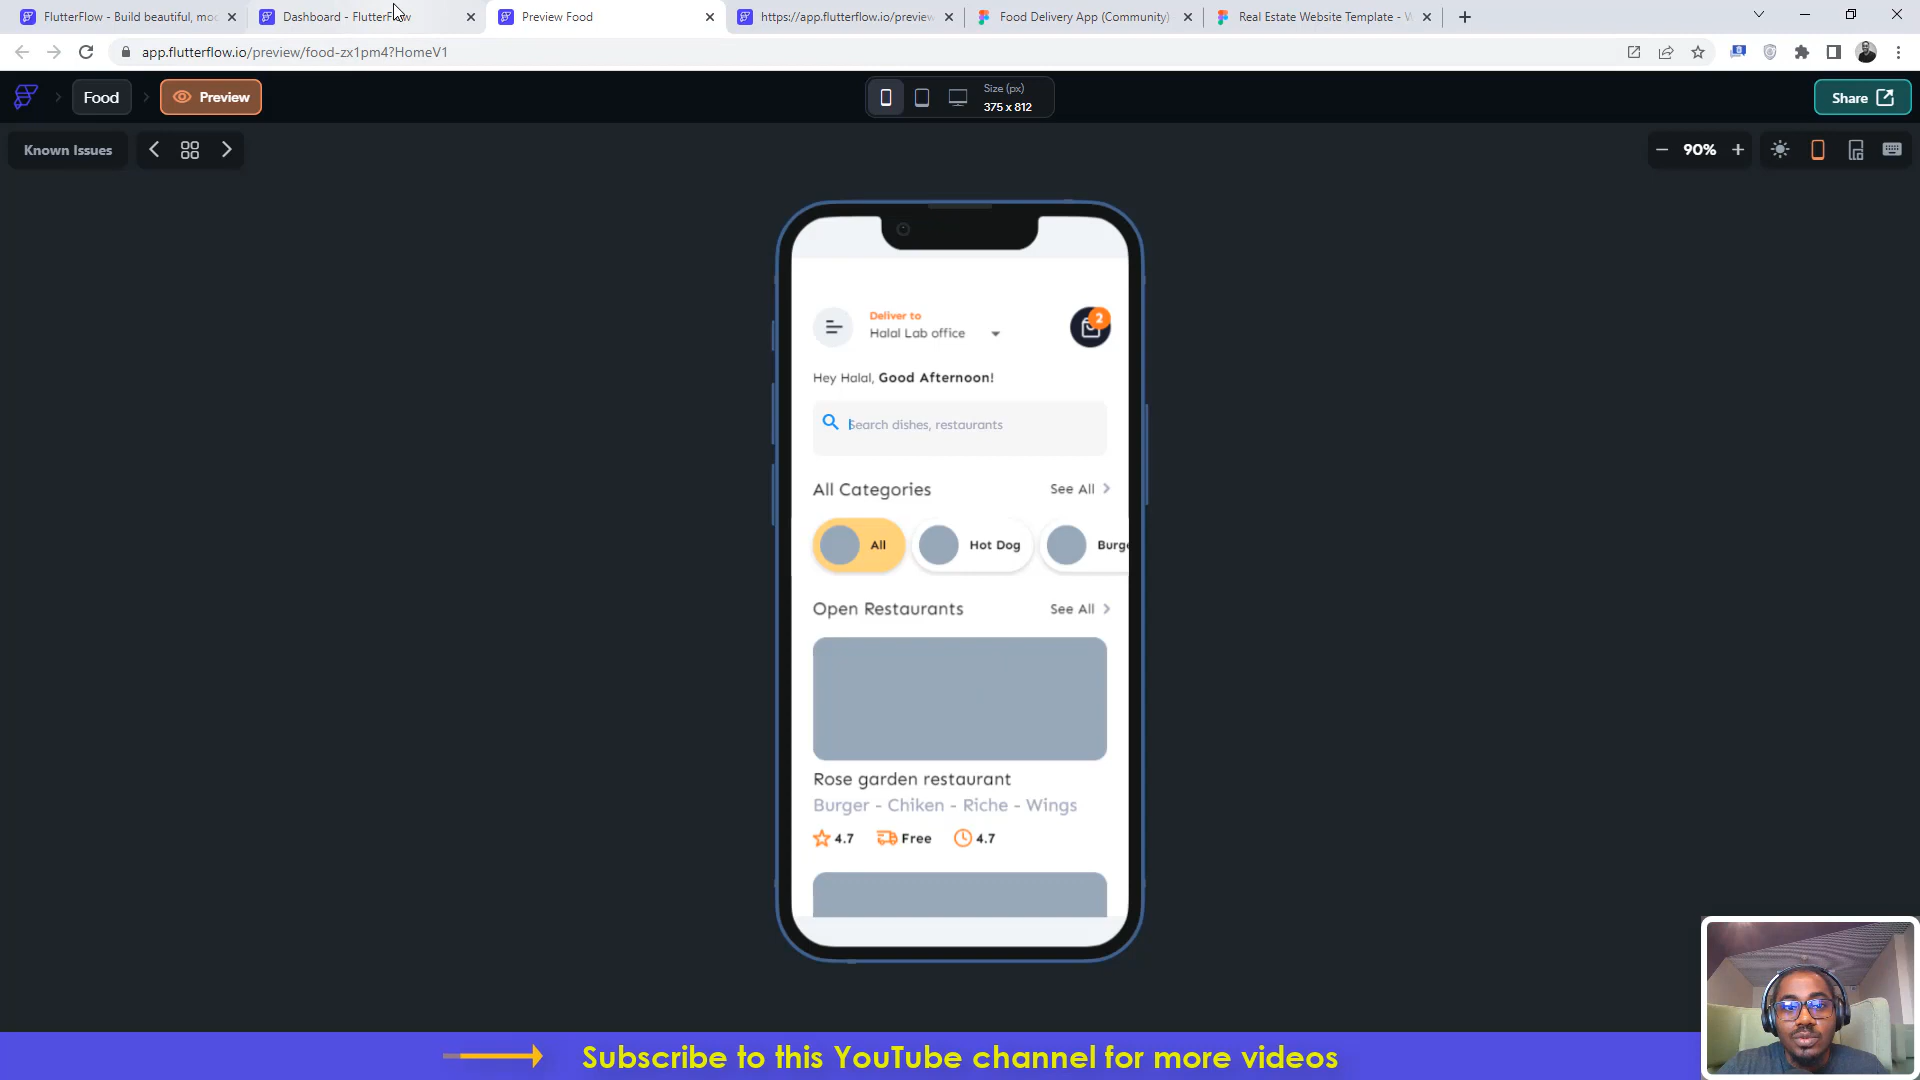 FlutterFlow - Build beautiful, mo
Dashboard - FlutterFlow
Preview Food
https://app.flutterflow.io/preview
Food Delivery App (Community)
Real Estate Website Template - W
app.flutterflow.io/preview/food-zx1pm4?HomeV1
Food
Preview
Size (px)
375 x 812
Share
Known Issues
90%
Deliver to
Halal Lab office
2
Hey Halal, Good Afternoon!
Search dishes, restaurants
All Categories
See All
All
Hot Dog
Burge
Open Restaurants
See All
Rose garden restaurant
Burger - Chiken - Riche - Wings
4.7
Free
4.7
Subscribe to this YouTube channel for more videos